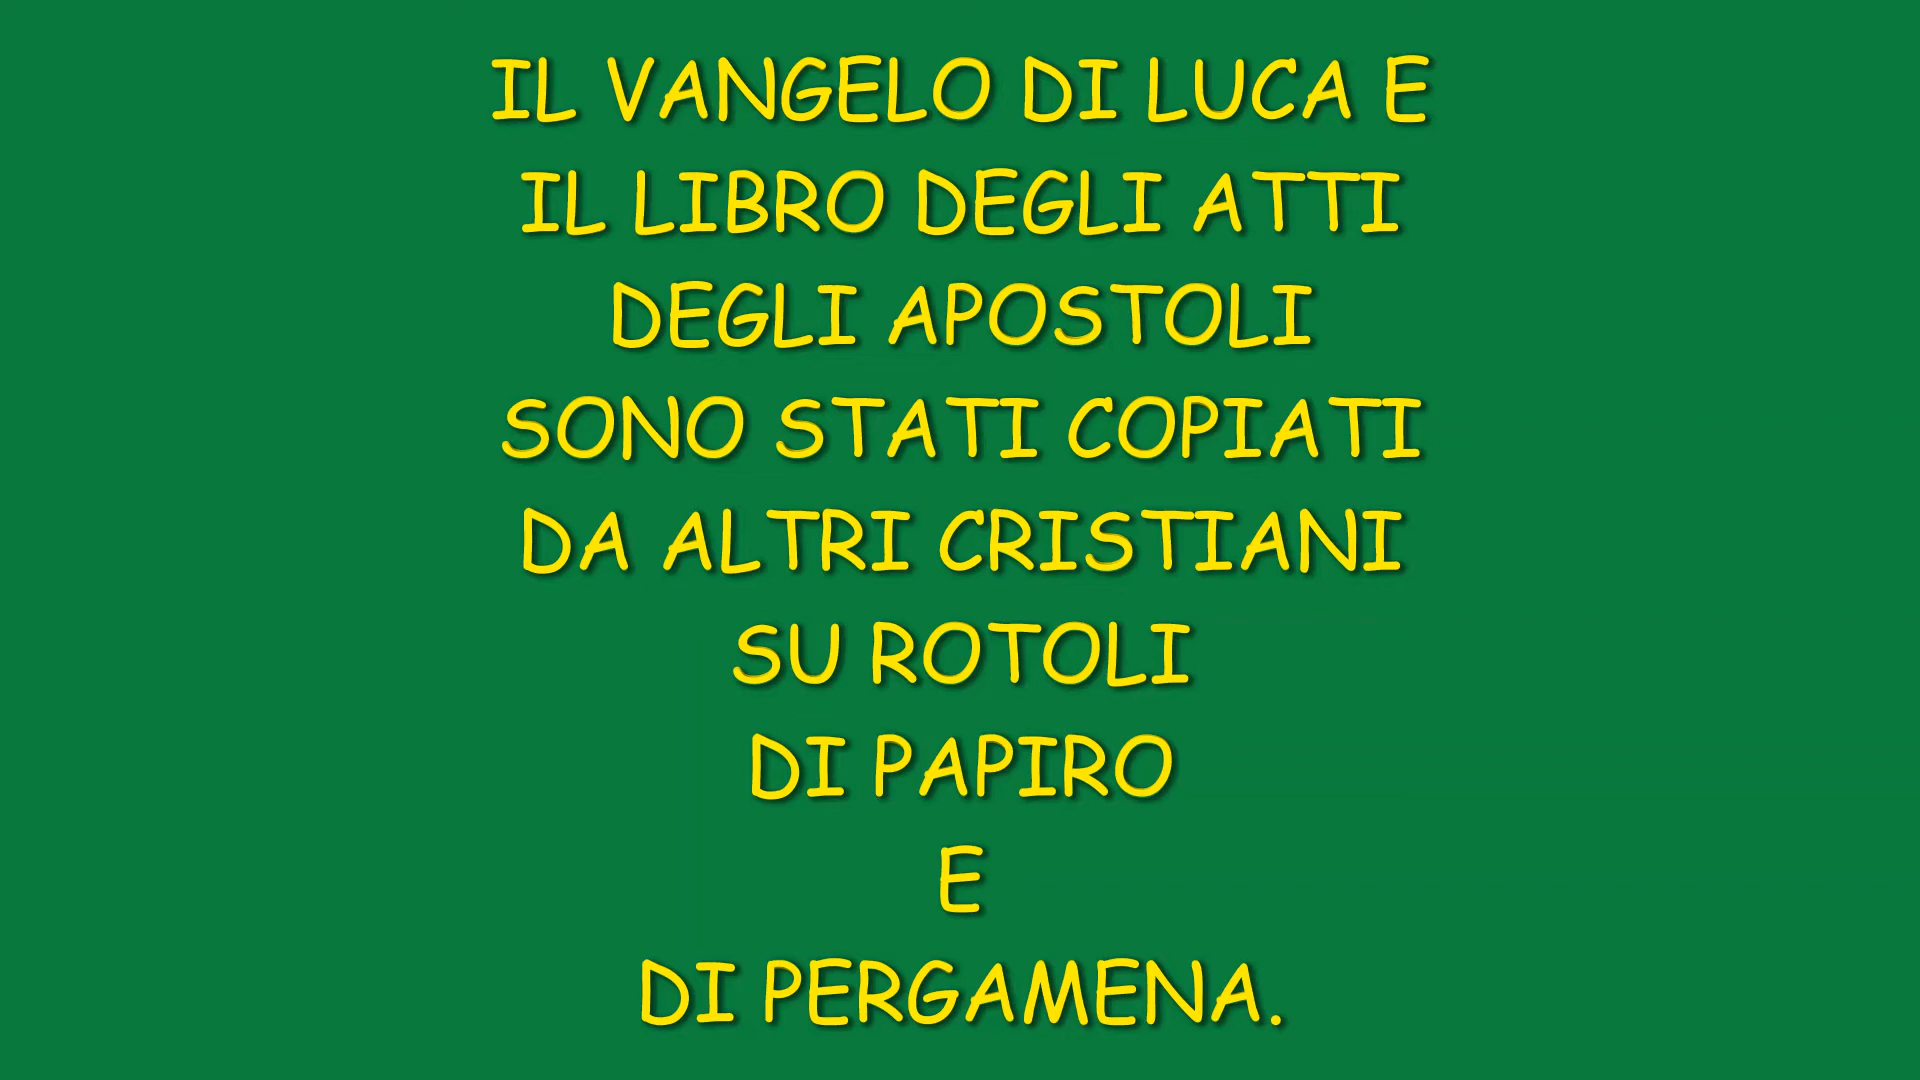 IL VANGELO DI LUCA E
IL LIBRO DEGLI ATTI
DEGLI APOSTOLI
SONO STATI COPIATI
DA ALTRI CRISTIANI
SU ROTOLI
DI PAPIRO
E
DI PERGAMENA.